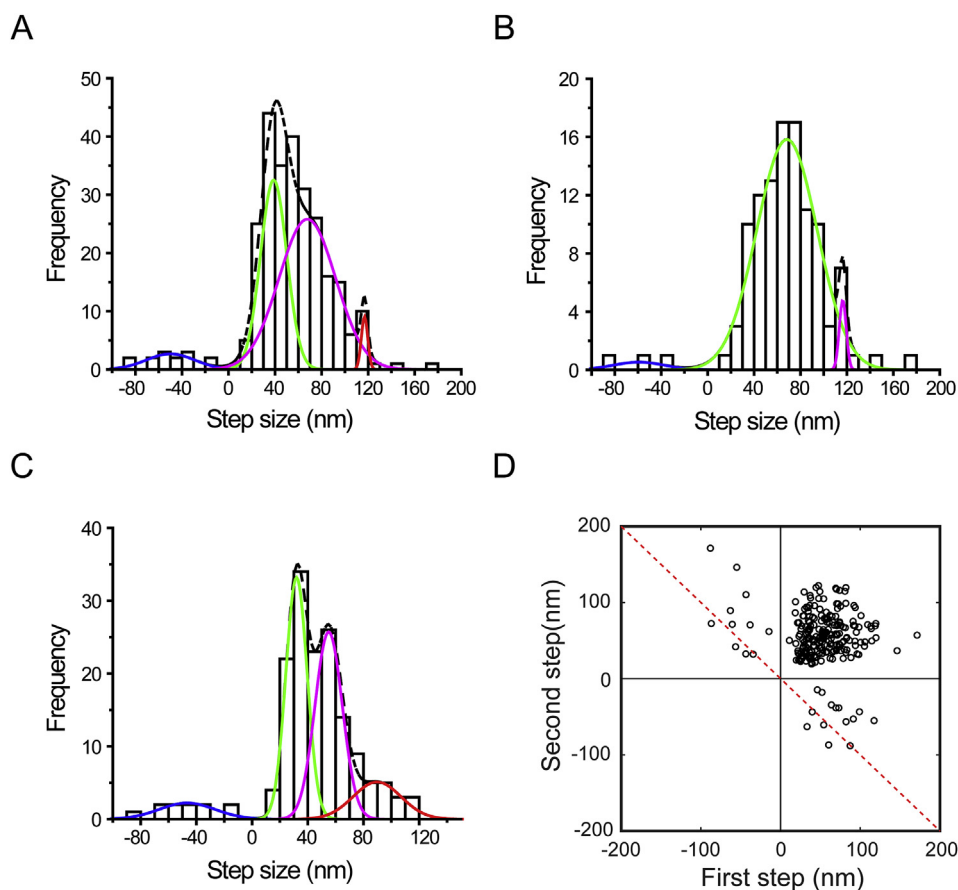 A
B
50
40
30
20
10
0
Frequency
-80 -40 0 40 80 120 160 200
Step size (nm)
20
16
12
8
4
0
Frequency
-80 -40 0 40 80 120 160 200
Step size (nm)
C
D
40
30
20
10
0
Frequency
-80 -40 0 40 80 120
Step size (nm)
200
100
0
-100
-200
Second step(nm)
-200 -100 0 100 200
First step (nm)